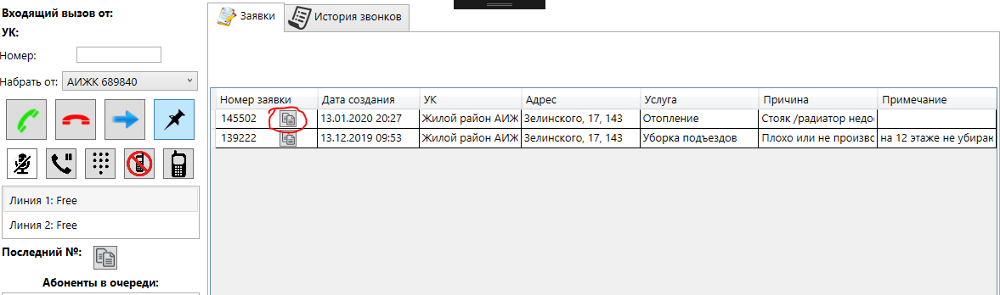 Входящий вызов от:
УК:
Номер:
Набрать от: АИЖК 689840
Линия 1: Free
Линия 2: Free
Последний №:
Абоненты в очереди:
Заявки История звонков
Номер заявки Дата создания УК Адрес Услуга Причина Примечание
145502 13.01.2020 20:27 Жилой район АИЖ Зелинского, 17, 143 Отопление Стояк /радиатор недо
139222 13.12.2019 09:53 Жилой район АИЖ Зелинского, 17, 143 Уборка подъездов Плохо или не произво на 12 этаже не убираю